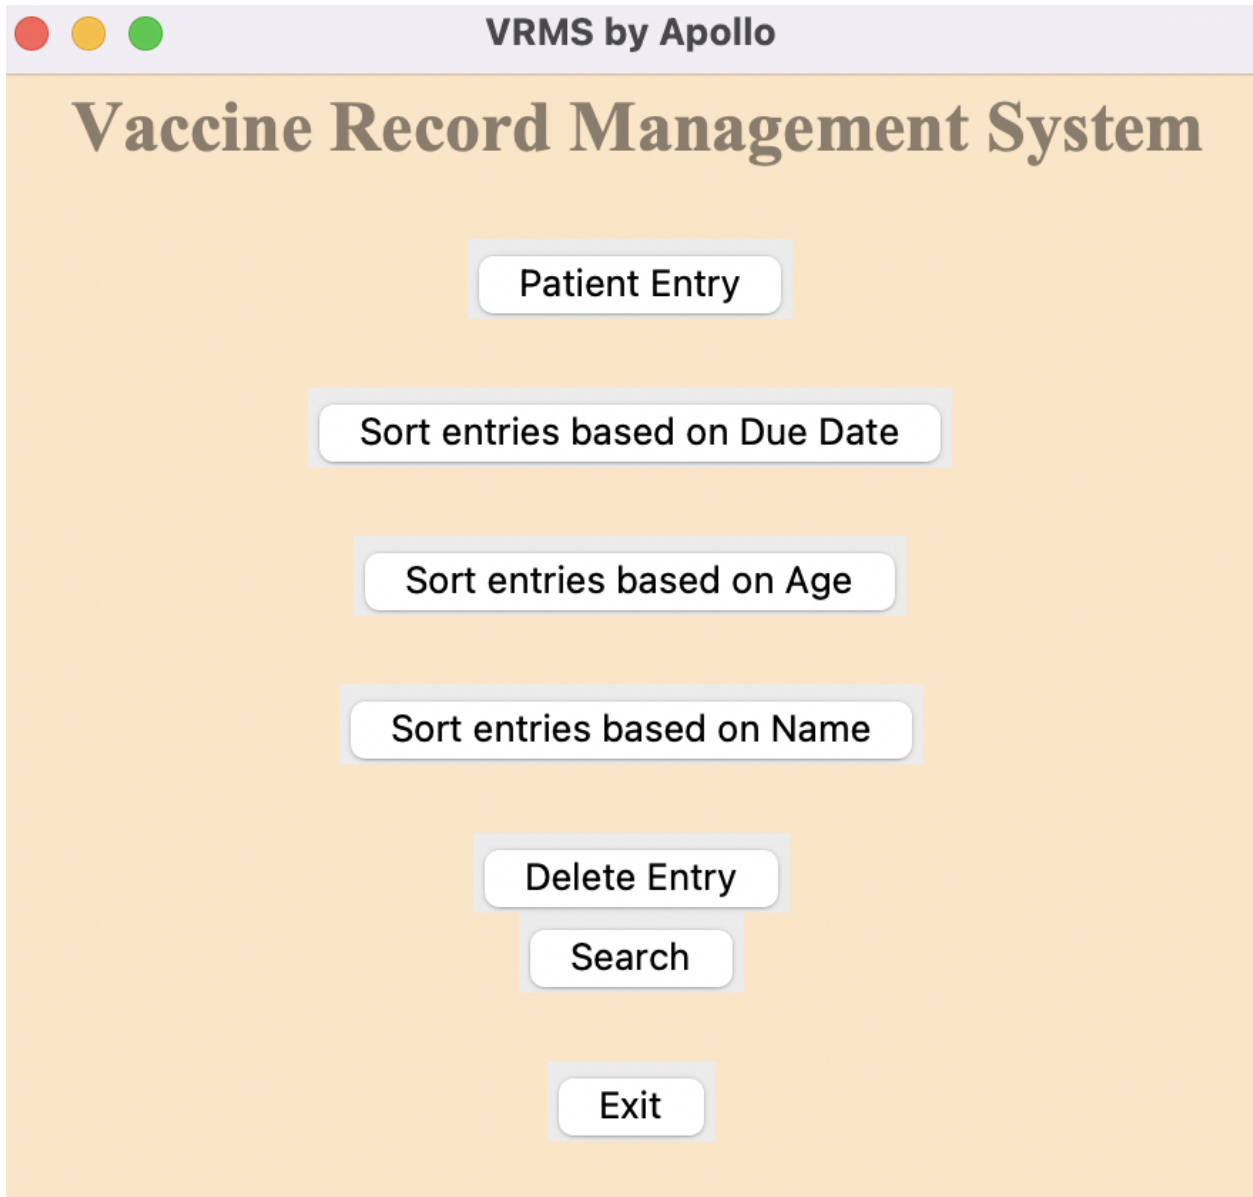 VRMS by Apollo
Vaccine Record Management System
Patient Entry
Sort entries based on Due Date
Sort entries based on Age
Sort entries based on Name
Delete Entry
Search
Exit